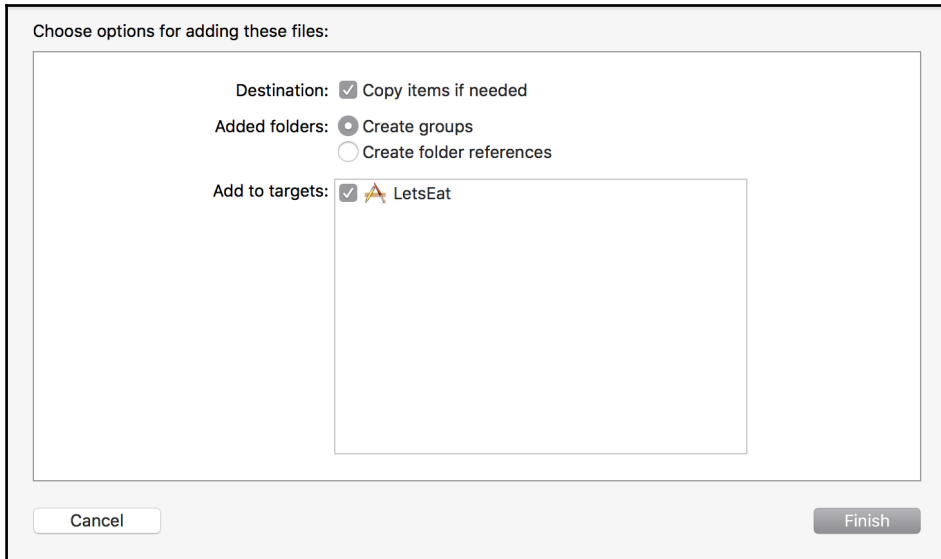 Choose options for adding these files:
Destination: Copy items if needed
Added folders: Create groups
Create folder references
Add to targets: LetsEat
Cancel Finish